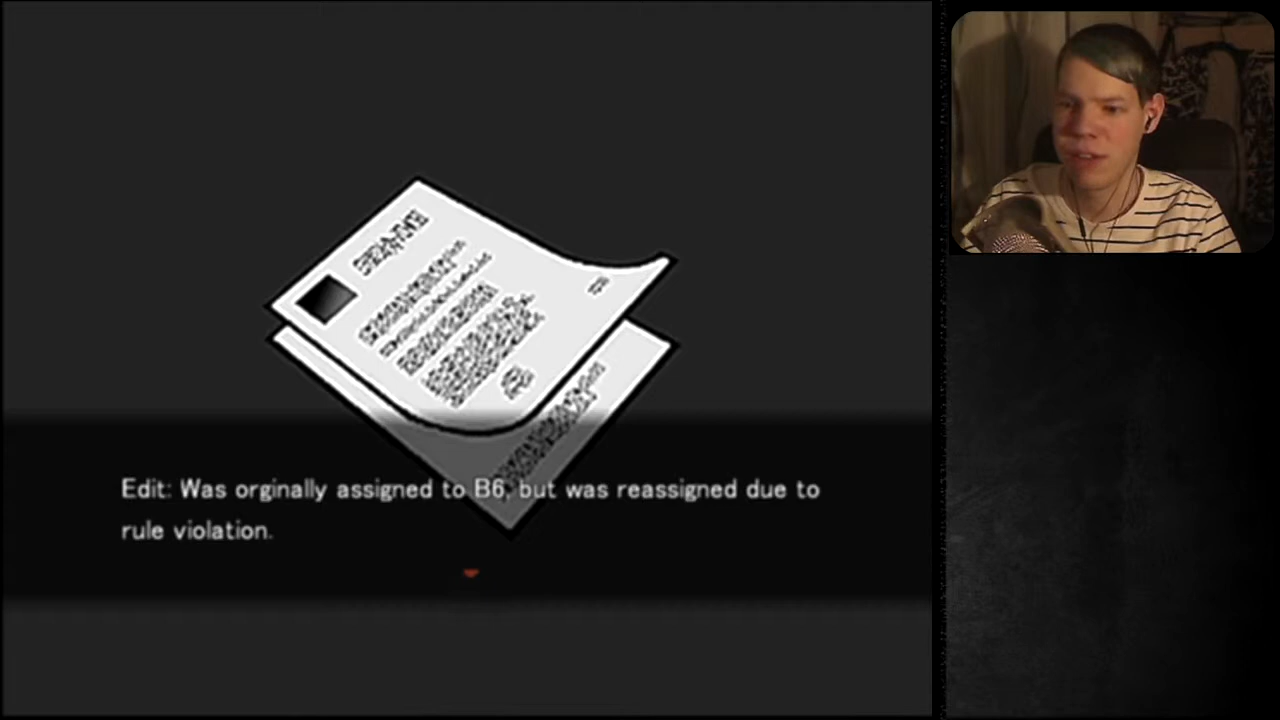 Edit: Was orginally assigned to B6, but was reassigned due to
rule violation.